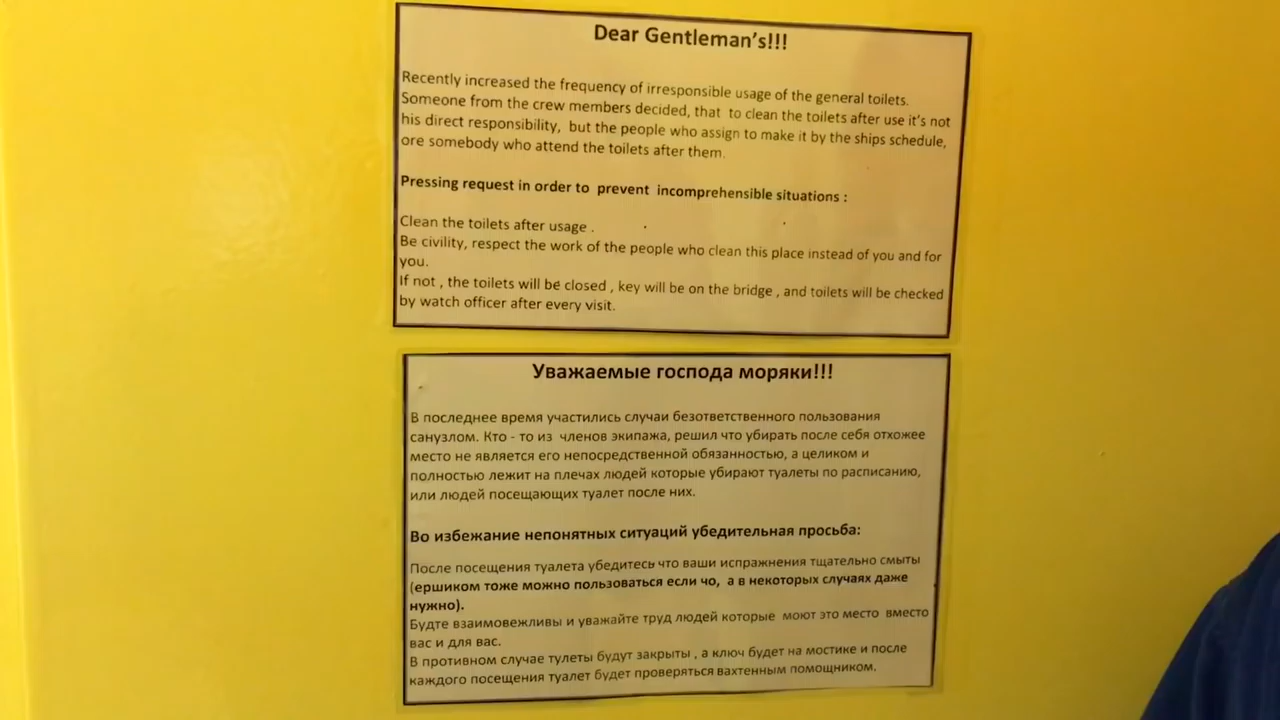 Dear Gentleman's!!!
Recently increased the frequency of irresponsible usage of the general toilets.
Someone from the crew members decided, that to clean the toilets after use it's not
his direct responsibility, but the people who assign to make it by the ships schedule,
ore somebody who attend the toilets after them.
Pressing request in order to prevent incomprehensible situations :
Clean the toilets after usage .
Be civility, respect the work of the people who clean this place instead of you and for
you.
If not , the toilets will be closed , key will be on the bridge , and toilets will be checked
by watch officer after every visit.
Уважаемые господа моряки!!!
В последнее время участились случаи безответственного пользования
санузлом. Кто - то из членов экипажа, решил что убирать после себя отхожее
место не является его непосредственной обязанностью, а целиком и
полностью лежит на плечах людей которые убирают туалеты по расписанию,
или людей посещающих туалет после них.
Во избежание непонятных ситуаций убедительная просьба:
После посещения туалета убедитесь что ваши испражнения тщательно смыты
(ершиком тоже можно пользоваться если чо, а в некоторых случаях даже
нужно).
Будте взаимовежливы и уважайте труд людей которые моют это место вместо
вас и для вас.
В противном случае тулеты будут закрыты , а ключ будет на мостике и после
каждого посещения туалет будет проверяться вахтенным помощником.